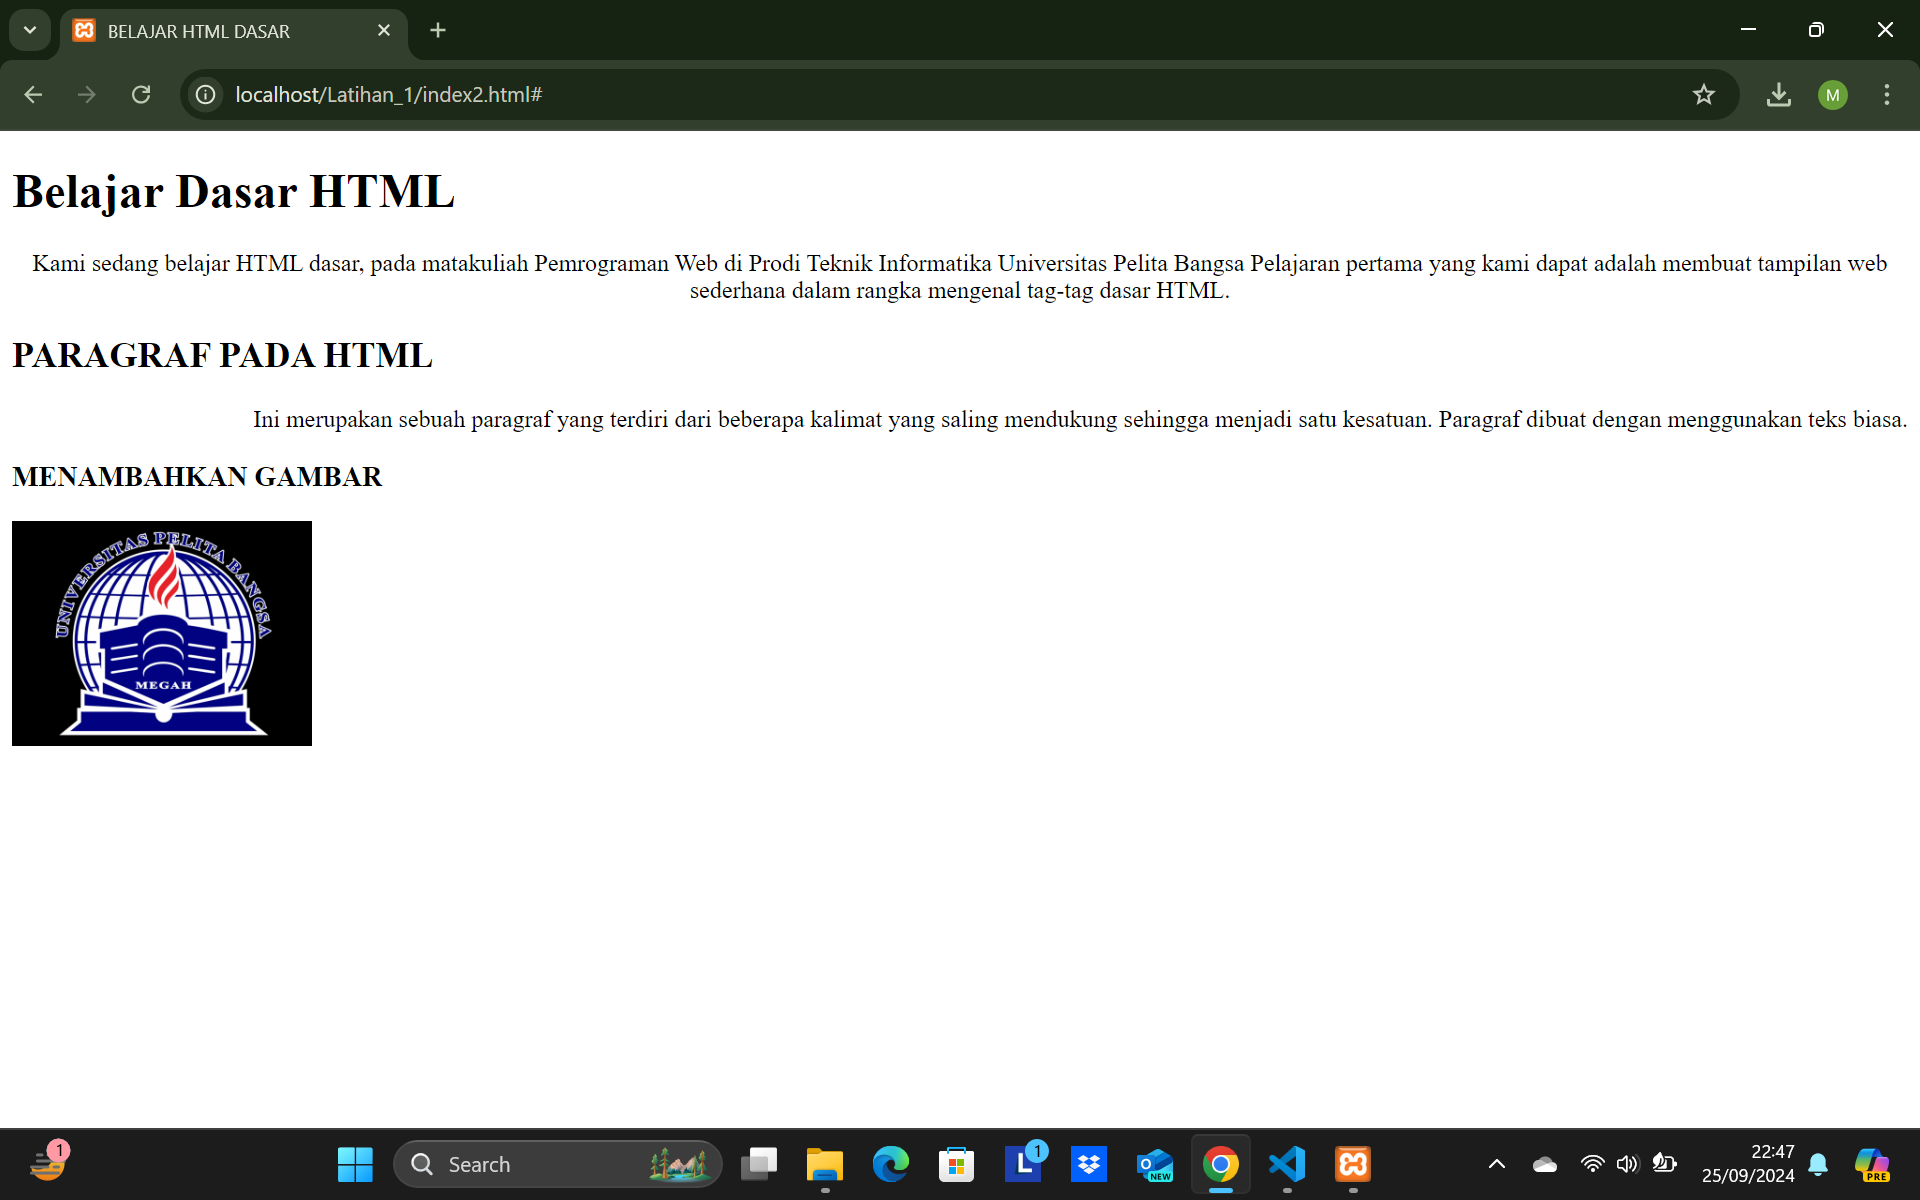 BELAJAR HTML DASAR
localhost/Latihan_1/index2.html#
M
Belajar Dasar HTML
Kami sedang belajar HTML dasar, pada matakuliah Pemrograman Web di Prodi Teknik Informatika Universitas Pelita Bangsa Pelajaran pertama yang kami dapat adalah membuat tampilan web
sederhana dalam rangka mengenal tag-tag dasar HTML.
PARAGRAF PADA HTML
Ini merupakan sebuah paragraf yang terdiri dari beberapa kalimat yang saling mendukung sehingga menjadi satu kesatuan. Paragraf dibuat dengan menggunakan teks biasa.
MENAMBAHKAN GAMBAR
UNIVERSITAS PELITA BANGSA
MEGAH
1
Search
L
1
NEW
22:47
25/09/2024
PRE